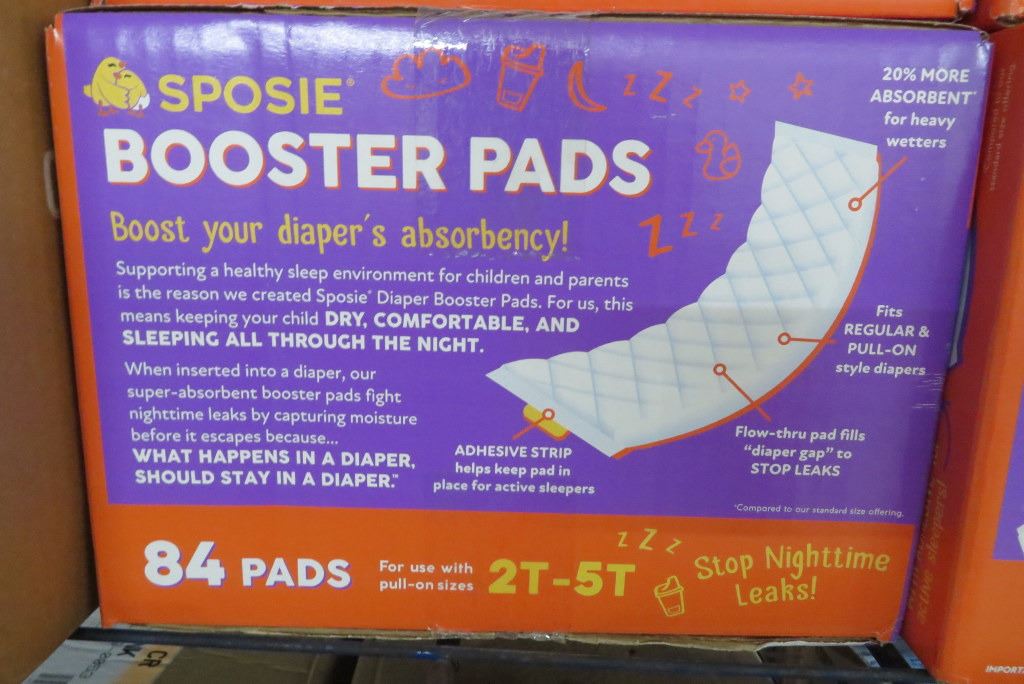 SPOSIE®
Z Z Z
BOOSTER PADS
20% MORE
ABSORBENT*
for heavy
wetters
Boost your diaper's absorbency!
Z Z Z
Supporting a healthy sleep environment for children and parents
is the reason we created Sposie® Diaper Booster Pads. For us, this
means keeping your child DRY, COMFORTABLE, AND
SLEEPING ALL THROUGH THE NIGHT.
Fits
REGULAR &
PULL-ON
style diapers
When inserted into a diaper, our
super-absorbent booster pads fight
nighttime leaks by capturing moisture
before it escapes because...
WHAT HAPPENS IN A DIAPER,
SHOULD STAY IN A DIAPER.™
ADHESIVE STRIP
helps keep pad in
place for active sleepers
Flow-thru pad fills
"diaper gap" to
STOP LEAKS
*Compared to our standard size offering.
84 PADS
For use with
pull-on sizes
2T-5T
Z Z Z
Stop Nighttime
Leaks!
CR
IMPORT